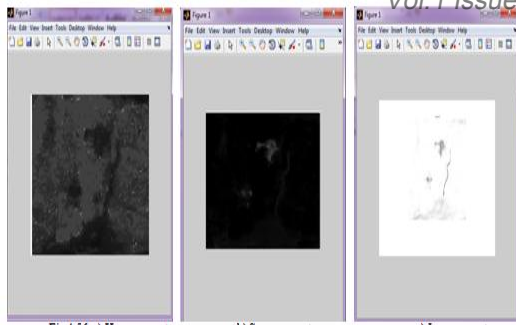 Vol. 1 Issue
Figure 1
File Edit View Insert Tools Desktop Window Help
Figure 1
File Edit View Insert Tools Desktop Window Help
Figure 1
File Edit View Insert Tools Desktop Window Help